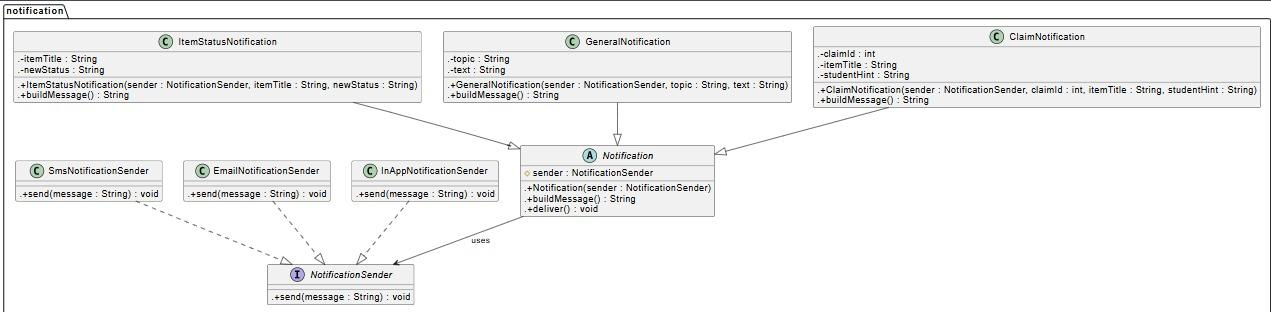 notification
C ItemStatusNotification
.-itemTitle : String
.-newStatus : String
.+ItemStatusNotification(sender : NotificationSender, itemTitle : String, newStatus : String)
.+buildMessage() : String
C GeneralNotification
.-topic : String
.-text : String
.+GeneralNotification(sender : NotificationSender, topic : String, text : String)
.+buildMessage() : String
C ClaimNotification
.-claimId : int
.-itemTitle : String
.-studentHint : String
.+ClaimNotification(sender : NotificationSender, claimId : int, itemTitle : String, studentHint : String)
.+buildMessage() : String
C SmsNotificationSender
.+send(message : String) : void
C EmailNotificationSender
.+send(message : String) : void
C InAppNotificationSender
.+send(message : String) : void
A Notification
sender : NotificationSender
.+Notification(sender : NotificationSender)
.+buildMessage() : String
.+deliver() : void
uses
I NotificationSender
.+send(message : String) : void